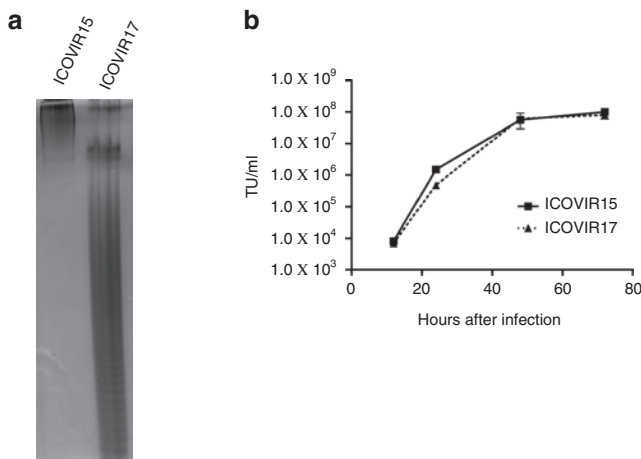 a
ICOVIR15
ICOVIR17
b
1.0 X 10⁹
1.0 X 10⁸
1.0 X 10⁷
1.0 X 10⁶
1.0 X 10⁵
1.0 X 10⁴
1.0 X 10³
TU/ml
ICOVIR15
ICOVIR17
0 20 40 60 80
Hours after infection